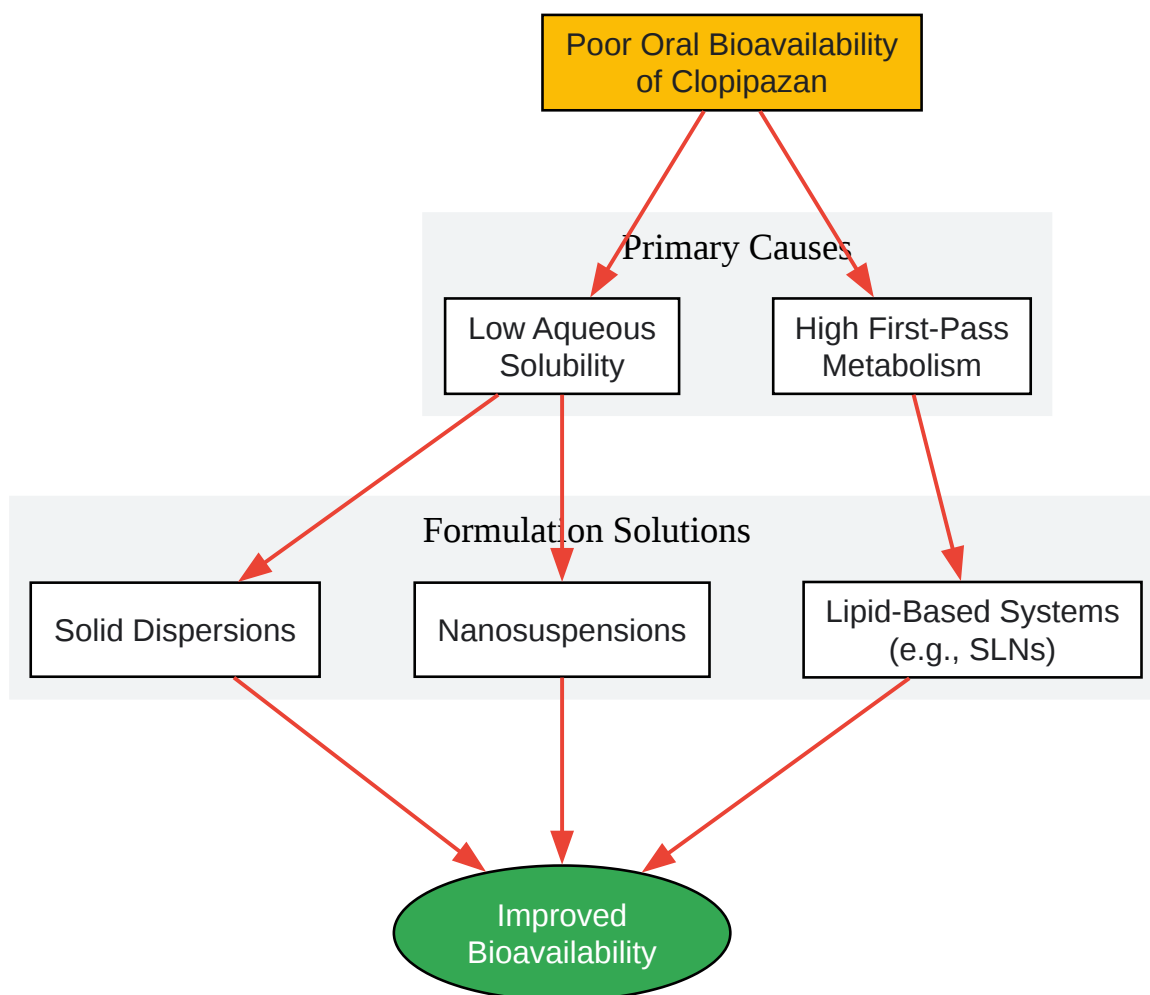 Poor Oral Bioavailability
of Clopipazan
Primary Causes
Low Aqueous
Solubility
High First-Pass
Metabolism
Formulation Solutions
Solid Dispersions
Nanosuspensions
Lipid-Based Systems
(e.g., SLNs)
Improved
Bioavailability